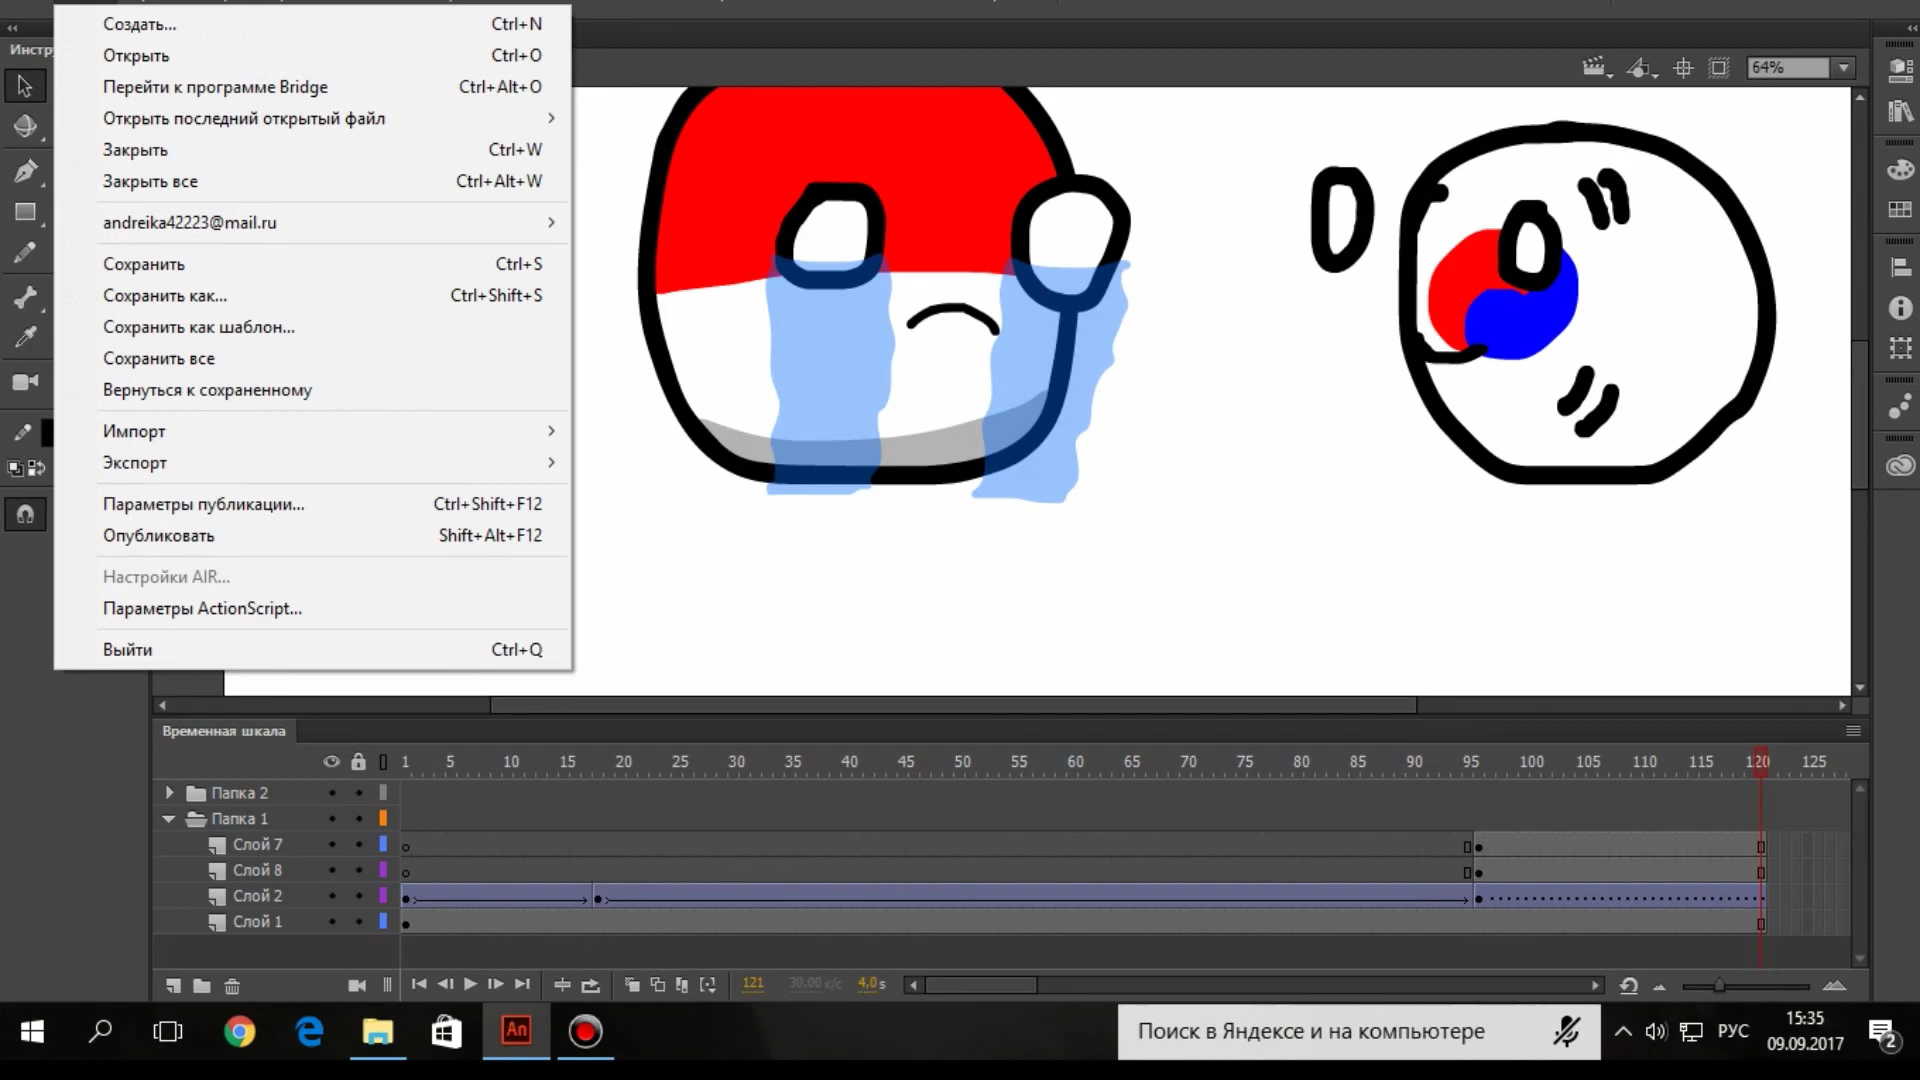 Создать... Ctrl+N
Открыть Ctrl+O
Перейти к программе Bridge Ctrl+Alt+O
Открыть последний открытый файл
Закрыть Ctrl+W
Закрыть все Ctrl+Alt+W
andreika42223@mail.ru
Сохранить Ctrl+S
Сохранить как... Ctrl+Shift+S
Сохранить как шаблон...
Сохранить все
Вернуться к сохраненному
Импорт
Экспорт
Параметры публикации... Ctrl+Shift+F12
Опубликовать Shift+Alt+F12
Настройки AIR...
Параметры ActionScript...
Выйти Ctrl+Q
Инстр
64%
Временная шкала
1 5 10 15 20 25 30 35 40 45 50 55 60 65 70 75 80 85 90 95 100 105 110 115 120 125
Папка 2
Папка 1
Слой 7
Слой 8
Слой 2
Слой 1
121 30,00 к/с 4,0 s
An
Поиск в Яндексе и на компьютере
РУС
15:35
09.09.2017
2